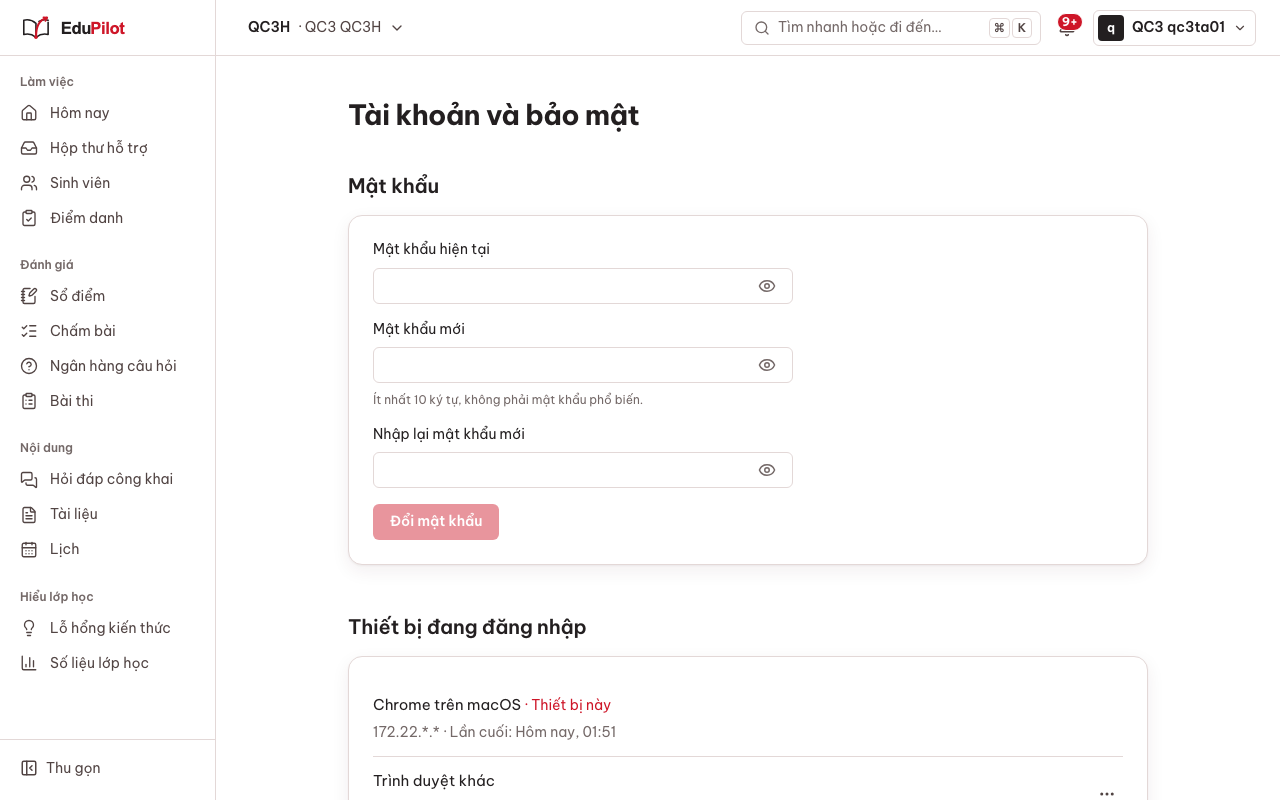 EduPilot
QC3H · QC3 QC3H
Tìm nhanh hoặc đi đến...
⌘ K
9+
q QC3 qc3ta01
Làm việc
Hôm nay
Hộp thư hỗ trợ
Sinh viên
Điểm danh
Đánh giá
Sổ điểm
Chấm bài
Ngân hàng câu hỏi
Bài thi
Nội dung
Hỏi đáp công khai
Tài liệu
Lịch
Hiểu lớp học
Lỗ hổng kiến thức
Số liệu lớp học
Thu gọn
Tài khoản và bảo mật
Mật khẩu
Mật khẩu hiện tại
Mật khẩu mới
Ít nhất 10 ký tự, không phải mật khẩu phổ biến.
Nhập lại mật khẩu mới
Đổi mật khẩu
Thiết bị đang đăng nhập
Chrome trên macOS · Thiết bị này
172.22.*.* · Lần cuối: Hôm nay, 01:51
Trình duyệt khác